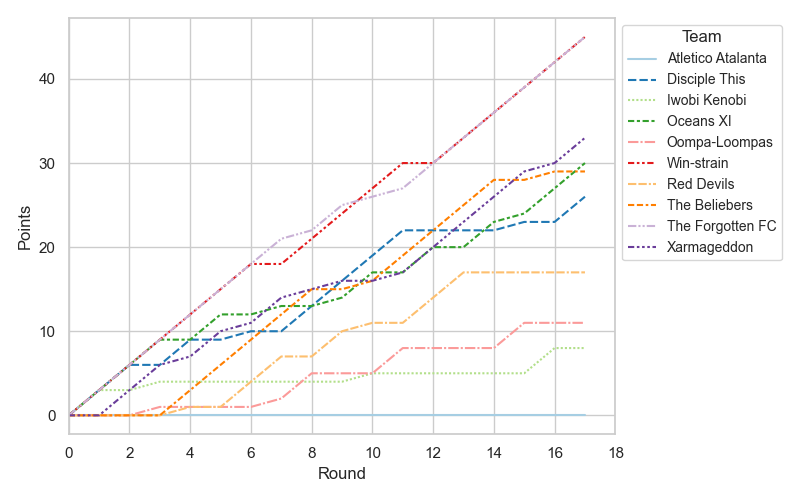 Points
40
30
20
10
0
0 2 4 6 8 10 12 14 16 18
Round
Team
Atletico Atalanta
Disciple This
Iwobi Kenobi
Oceans XI
Oompa-Loompas
Win-strain
Red Devils
The Beliebers
The Forgotten FC
Xarmageddon